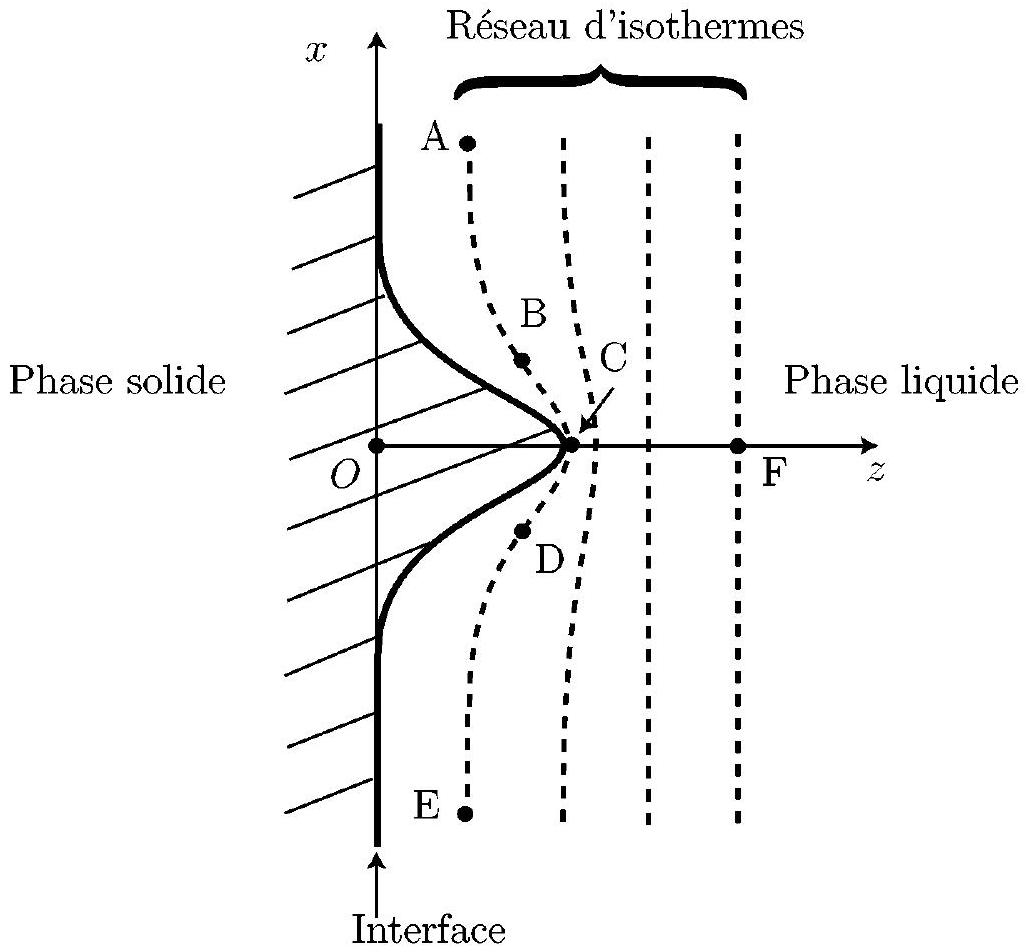 Réseau d'isothermes
x
A
B
C
Phase solide
Phase liquide
O
F
z
D
E
Interface